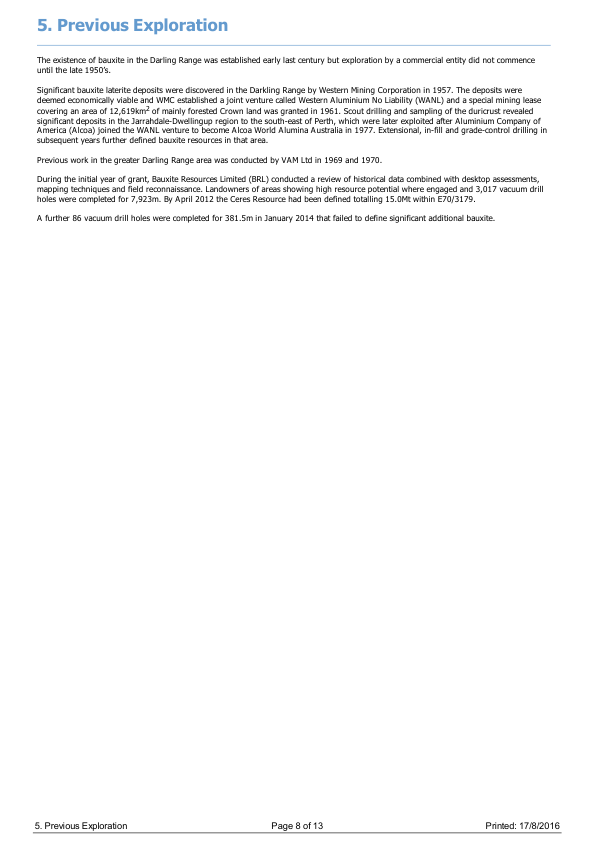 5. Previous Exploration
The existence of bauxite in the Darling Range was established early last century but exploration by a commercial entity did not commence
until the late 1950's.
Significant bauxite laterite deposits were discovered in the Darkling Range by Western Mining Corporation in 1957. The deposits were
deemed economically viable and WMC established a joint venture called Western Aluminium No Liability (WANL) and a special mining lease
covering an area of 12,619km² of mainly forested Crown land was granted in 1961. Scout drilling and sampling of the duricrust revealed
significant deposits in the Jarrahdale-Dwellingup region to the south-east of Perth, which were later exploited after Aluminium Company of
America (Alcoa) joined the WANL venture to become Alcoa World Alumina Australia in 1977. Extensional, in-fill and grade-control drilling in
subsequent years further defined bauxite resources in that area.
Previous work in the greater Darling Range area was conducted by VAM Ltd in 1969 and 1970.
During the initial year of grant, Bauxite Resources Limited (BRL) conducted a review of historical data combined with desktop assessments,
mapping techniques and field reconnaissance. Landowners of areas showing high resource potential where engaged and 3,017 vacuum drill
holes were completed for 7,923m. By April 2012 the Ceres Resource had been defined totalling 15.0Mt within E70/3179.
A further 86 vacuum drill holes were completed for 381.5m in January 2014 that failed to define significant additional bauxite.
5. Previous Exploration Page 8 of 13 Printed: 17/8/2016